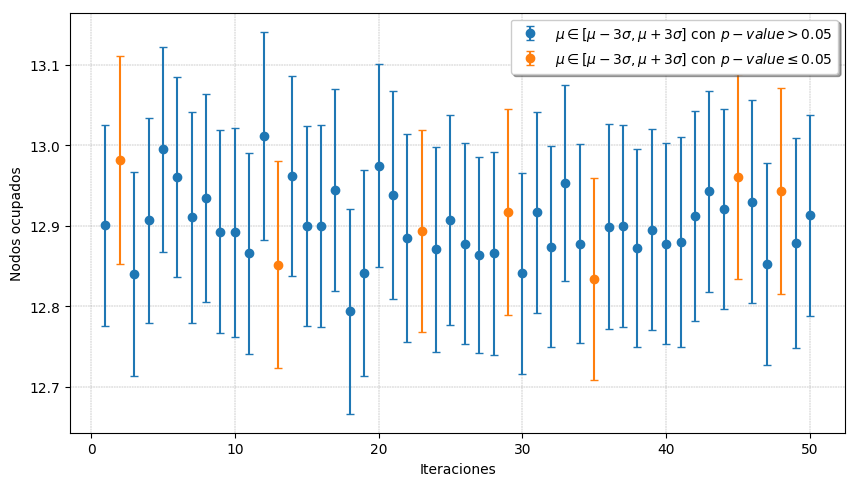 μ ∈ [μ − 3σ, μ + 3σ] con p − value > 0.05
μ ∈ [μ − 3σ, μ + 3σ] con p − value ≤ 0.05
Nodos ocupados
13.1
13.0
12.9
12.8
12.7
0 10 20 30 40 50
Iteraciones